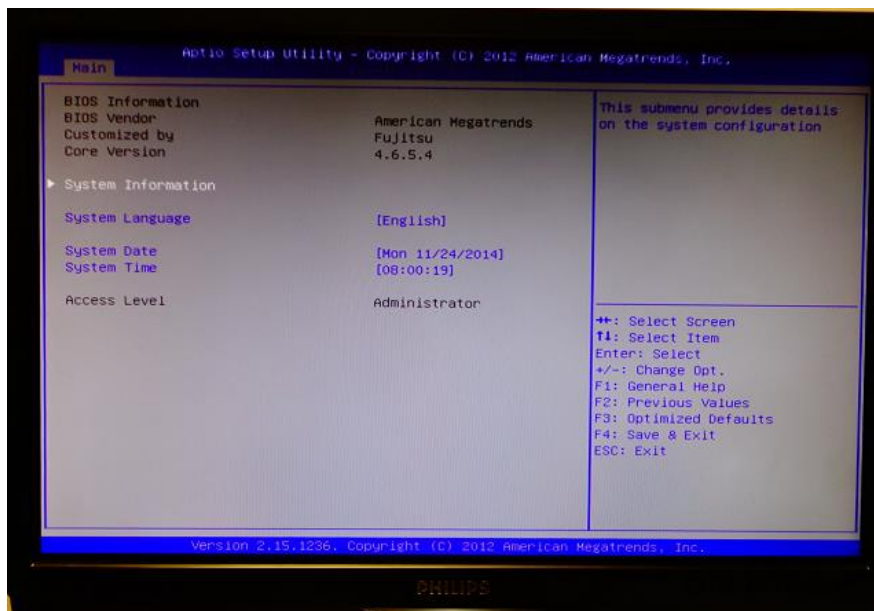 Aptio Setup Utility - Copyright (C) 2012 American Megatrends, Inc.
Main
BIOS Information
BIOS Vendor American Megatrends
Customized by Fujitsu
Core Version 4.6.5.4
System Information
System Language [English]
System Date [Mon 11/24/2014]
System Time [08:00:19]
Access Level Administrator
This submenu provides details
on the system configuration
→←: Select Screen
↑↓: Select Item
Enter: Select
+/-: Change Opt.
F1: General Help
F2: Previous Values
F3: Optimized Defaults
F4: Save & Exit
ESC: Exit
Version 2.15.1236. Copyright (C) 2012 American Megatrends, Inc.
PHILIPS